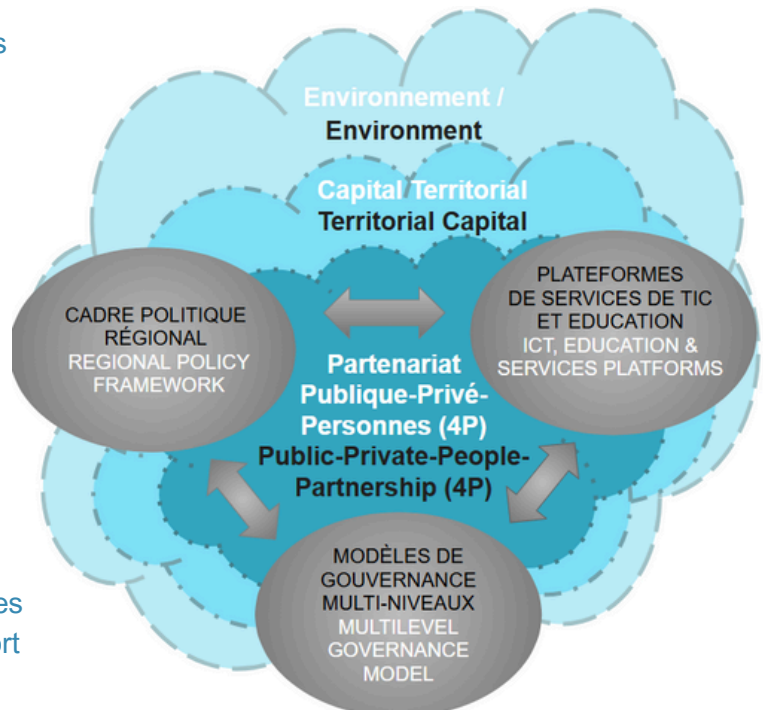 s
Environnement /
Environment
Capital Territorial
Territorial Capital
CADRE POLITIQUE
RÉGIONAL
REGIONAL POLICY
FRAMEWORK
PLATEFORMES
DE SERVICES DE TIC
ET EDUCATION
ICT, EDUCATION &
SERVICES PLATFORMS
Partenariat
Publique-Privé-
Personnes (4P)
Public-Private-People-
Partnership (4P)
MODÈLES DE
GOUVERNANCE
MULTI-NIVEAUX
MULTILEVEL
GOVERNANCE
MODEL
es
ort